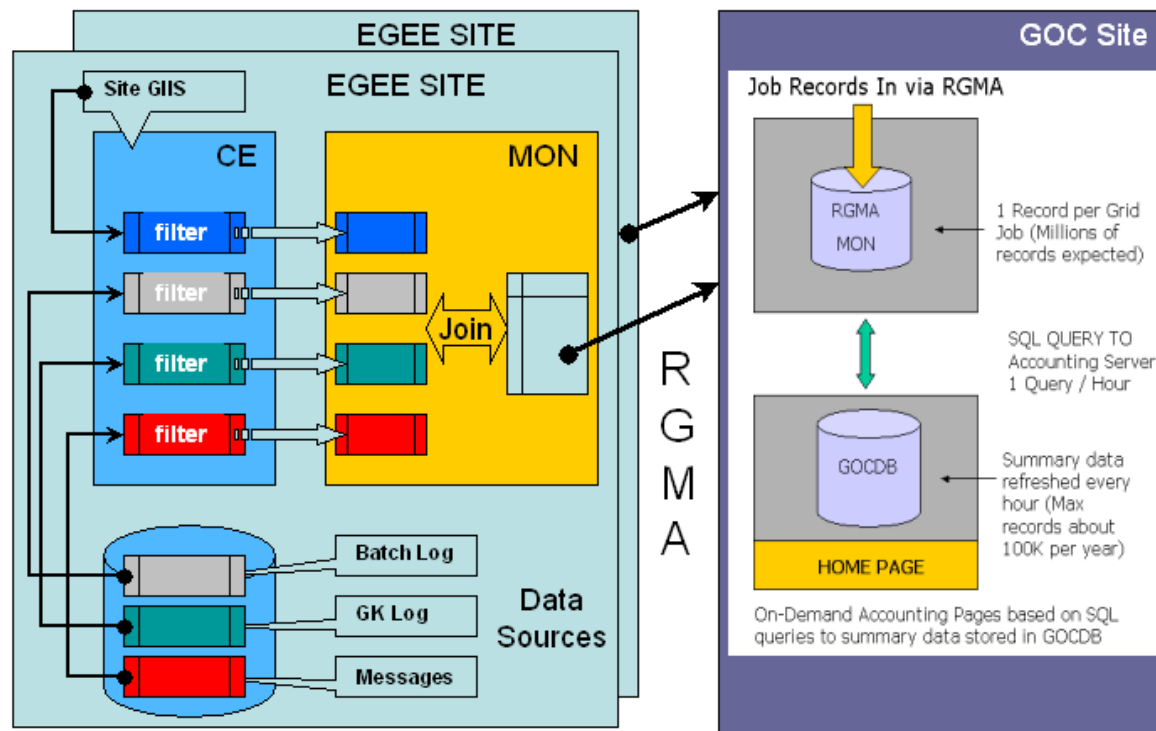 EGEE SITE
EGEE SITE
Site GIIS
CE
MON
filter
filter
filter
filter
Join
Batch Log
GK Log
Messages
Data
Sources
R
G
M
A
GOC Site
Job Records In via RGMA
RGMA
MON
1 Record per Grid
Job (Millions of
records expected)
SQL QUERY TO
Accounting Server
1 Query / Hour
GOCDB
Summary data
refreshed every
hour (Max
records about
100K per year)
HOME PAGE
On-Demand Accounting Pages based on SQL
queries to summary data stored in GOCDB